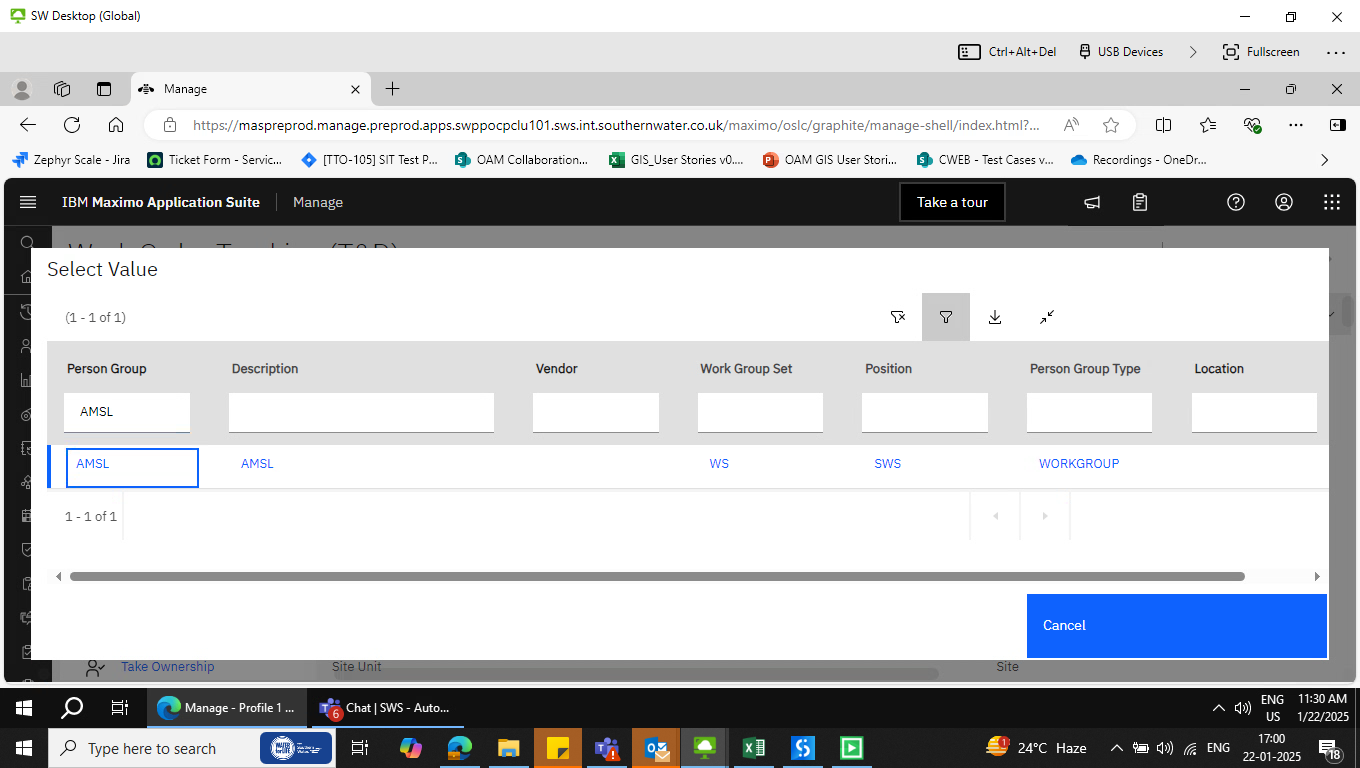 SW Desktop (Global)
Ctrl+Alt+Del
USB Devices
Fullscreen
Manage
https://maspreprod.manage.preprod.apps.swppocpclu101.sws.int.southernwater.co.uk/maximo/oslc/graphite/manage-shell/index.html?...
Zephyr Scale - Jira
Ticket Form - Servic...
[TTO-105] SIT Test P...
OAM Collaboration...
GIS_User Stories v0....
OAM GIS User Stori...
CWEB - Test Cases v...
Recordings - OneDr...
IBM Maximo Application Suite
Manage
Take a tour
Select Value
(1 - 1 of 1)
Person Group
Description
Vendor
Work Group Set
Position
Person Group Type
Location
AMSL
AMSL
AMSL
WS
SWS
WORKGROUP
1 - 1 of 1
Cancel
Take Ownership
Site Unit
Site
Manage - Profile 1 ...
6
Chat | SWS - Auto...
ENG
US
11:30 AM
1/22/2025
Type here to search
1
24°C Haze
ENG
17:00
22-01-2025
18